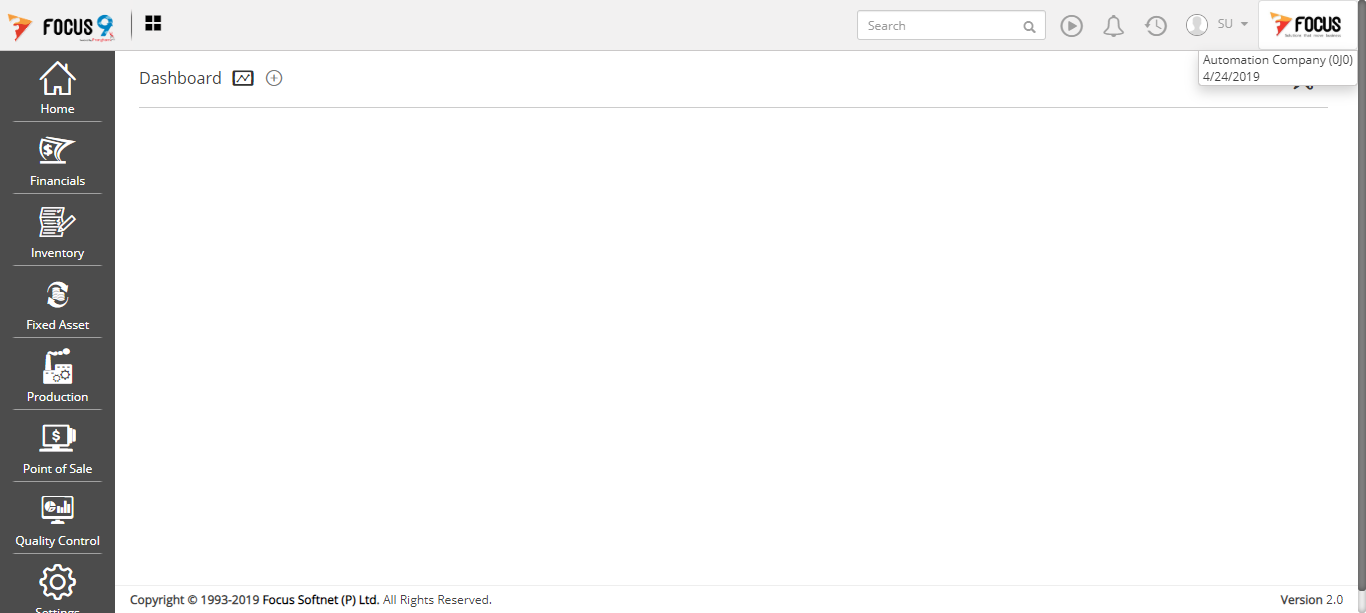 FOCUS 9
Search
SU
FOCUS
Automation Company (0J0)
4/24/2019
Dashboard
Home
Financials
Inventory
Fixed Asset
Production
Point of Sale
Quality Control
Settings
Copyright © 1993-2019 Focus Softnet (P) Ltd. All Rights Reserved.
Version 2.0